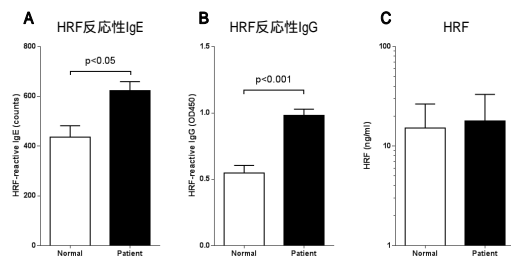 A HRF反応性IgE
800
600
400
200
0
HRF-reactive IgE (counts)
p<0.05
Normal Patient
B HRF反応性IgG
1.5
1.0
0.5
0.0
HRF-reactive IgG (OD450)
p<0.001
Normal Patient
C HRF
100
10
1
HRF (ng/ml)
Normal Patient